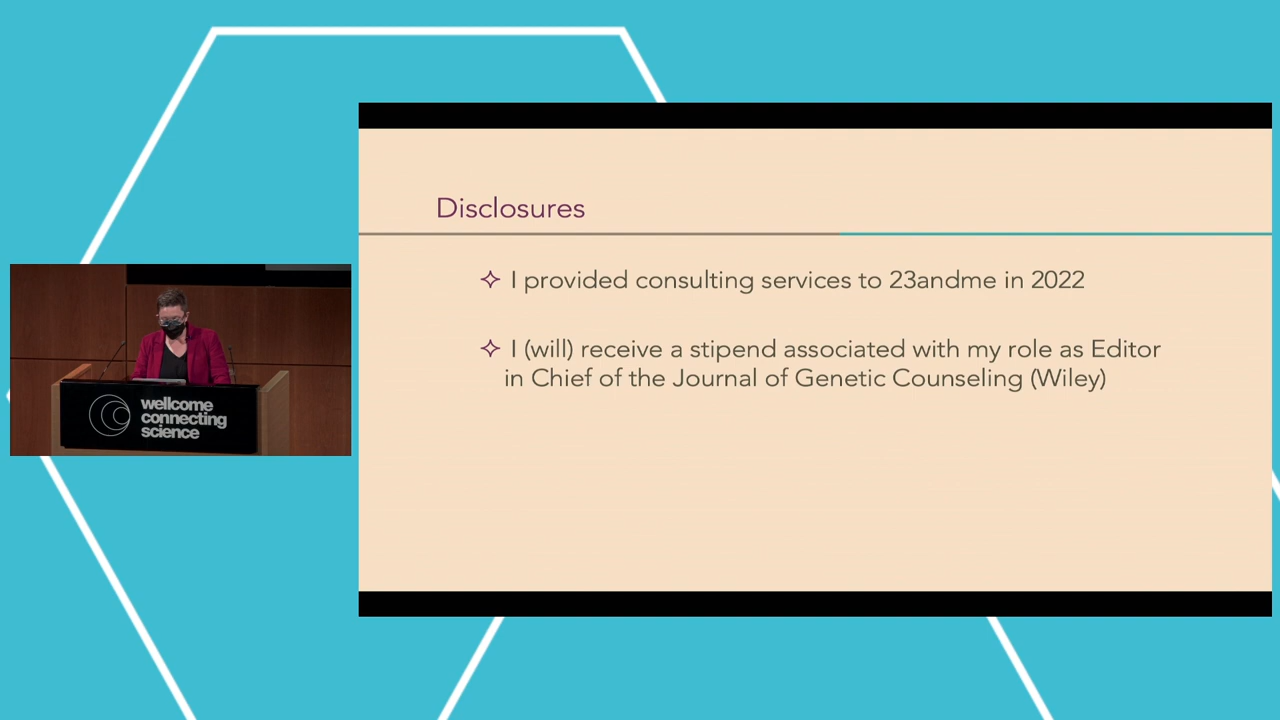 Disclosures
✧ I provided consulting services to 23andme in 2022
✧ I (will) receive a stipend associated with my role as Editor
in Chief of the Journal of Genetic Counseling (Wiley)
wellcome
connecting
science